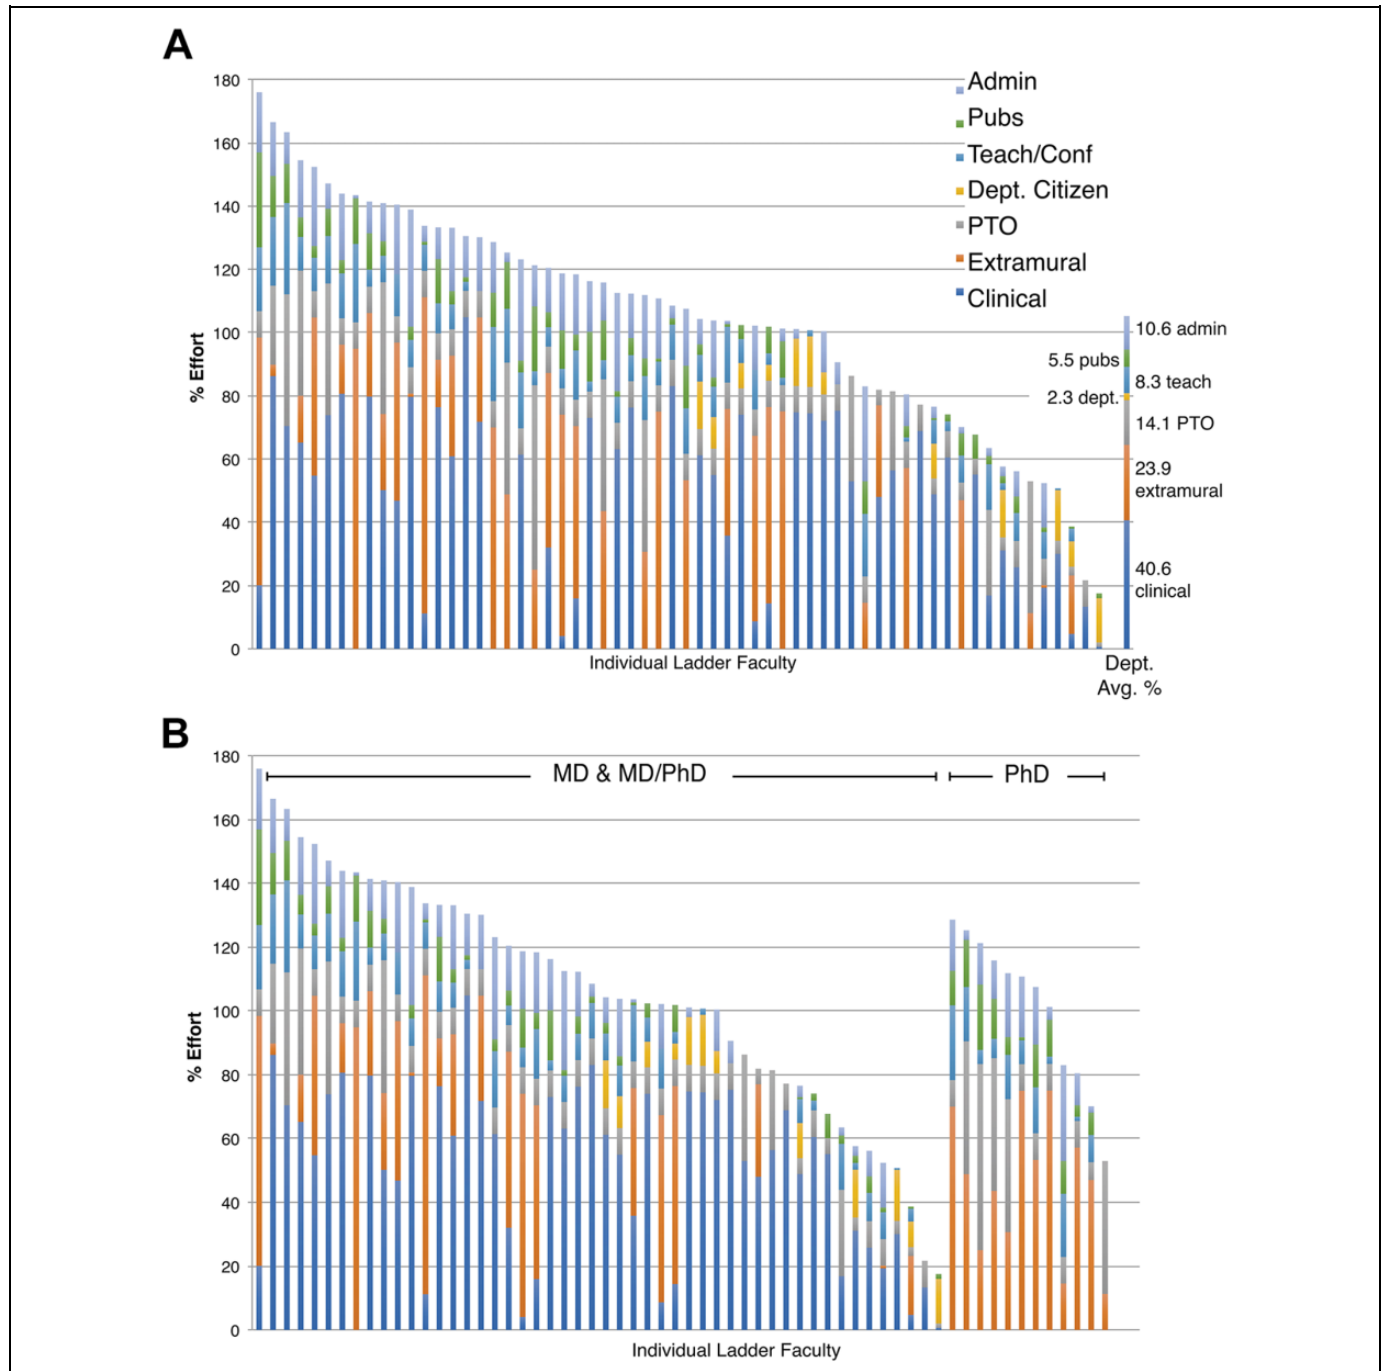 A
180
160
140
120
100
80
60
40
20
0
% Effort
Admin
Pubs
Teach/Conf
Dept. Citizen
PTO
Extramural
Clinical
10.6 admin
5.5 pubs
8.3 teach
2.3 dept.
14.1 PTO
23.9
extramural
40.6
clinical
Individual Ladder Faculty
Dept.
Avg. %
B
180
160
140
120
100
80
60
40
20
0
% Effort
MD & MD/PhD
PhD
Individual Ladder Faculty